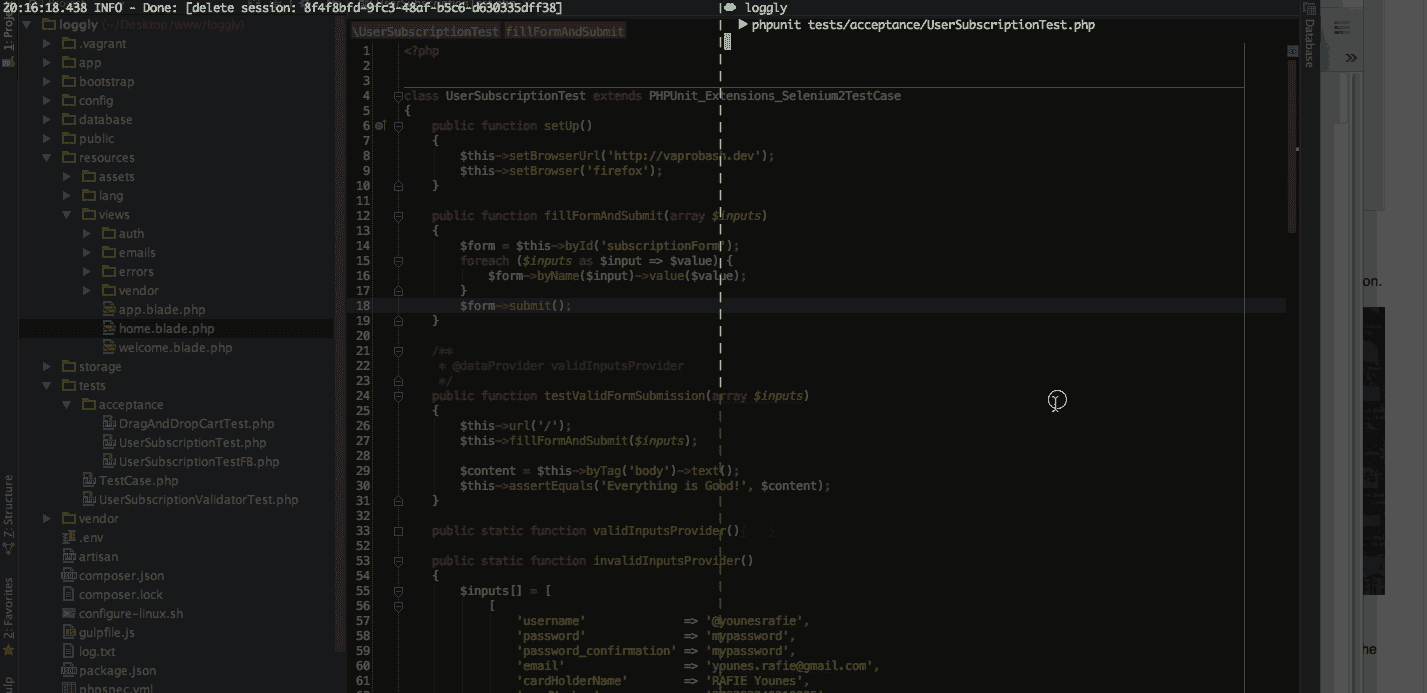 20:16:18.438 INFO - Done: [delete session: 8f4f8bfd-9fc3-48af-b5c6-d630335dff38]
loggly
phpunit tests/acceptance/UserSubscriptionTest.php
1: Proje
loggly (~/Desktop/www/loggly)
.vagrant
app
bootstrap
config
database
public
resources
assets
lang
views
auth
emails
errors
vendor
app.blade.php
home.blade.php
welcome.blade.php
storage
tests
acceptance
DragAndDropCartTest.php
UserSubscriptionTest.php
UserSubscriptionTestFB.php
TestCase.php
UserSubscriptionValidatorTest.php
vendor
.env
artisan
composer.json
composer.lock
configure-linux.sh
gulpfile.js
log.txt
package.json
phpspec.yml
Z: Structure
2: Favorites
ulp
\UserSubscriptionTest fillFormAndSubmit
1 <?php
2
3
4 class UserSubscriptionTest extends PHPUnit_Extensions_Selenium2TestCase
5 {
6 public function setUp()
7 {
8 $this->setBrowserUrl('http://vaprobash.dev');
9 $this->setBrowser('firefox');
10 }
11
12 public function fillFormAndSubmit(array $inputs)
13 {
14 $form = $this->byId('subscriptionForm');
15 foreach ($inputs as $input => $value) {
16 $form->byName($input)->value($value);
17 }
18 $form->submit();
19 }
20
21 /**
22 * @dataProvider validInputsProvider
23 */
24 public function testValidFormSubmission(array $inputs)
25 {
26 $this->url('/');
27 $this->fillFormAndSubmit($inputs);
28
29 $content = $this->byTag('body')->text();
30 $this->assertEquals('Everything is Good!', $content);
31 }
32
33 public static function validInputsProvider()
52
53 public static function invalidInputsProvider()
54 {
55 $inputs[] = [
56 [
57 'username' => '@younesrafie',
58 'password' => 'mypassword',
59 'password_confirmation' => 'mypassword',
60 'email' => 'younes.rafie@gmail.com',
61 'cardHolderName' => 'RAFIE Younes',
Database
on.
he